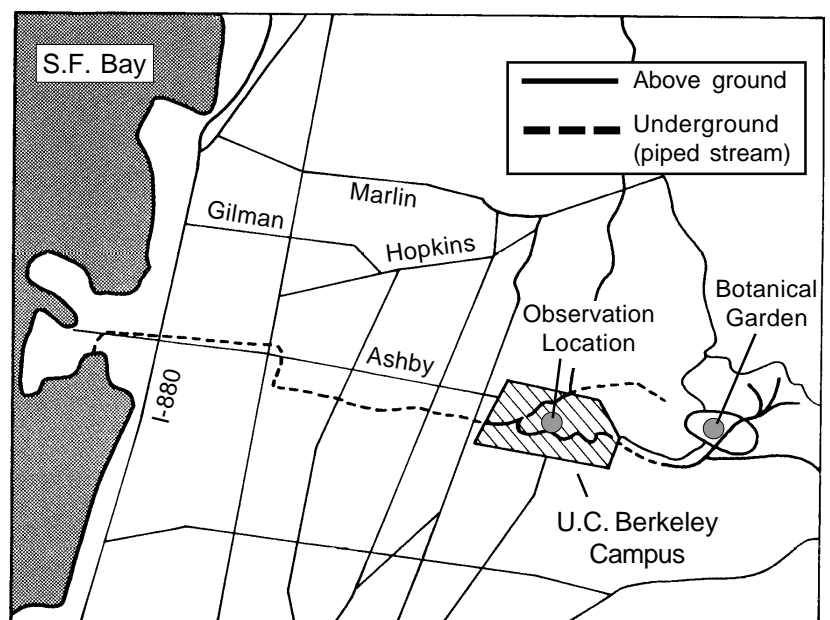 S.F. Bay
Above ground
Underground
(piped stream)
Marlin
Gilman
Hopkins
Observation
Location
Botanical
Garden
Ashby
I-880
U.C. Berkeley
Campus